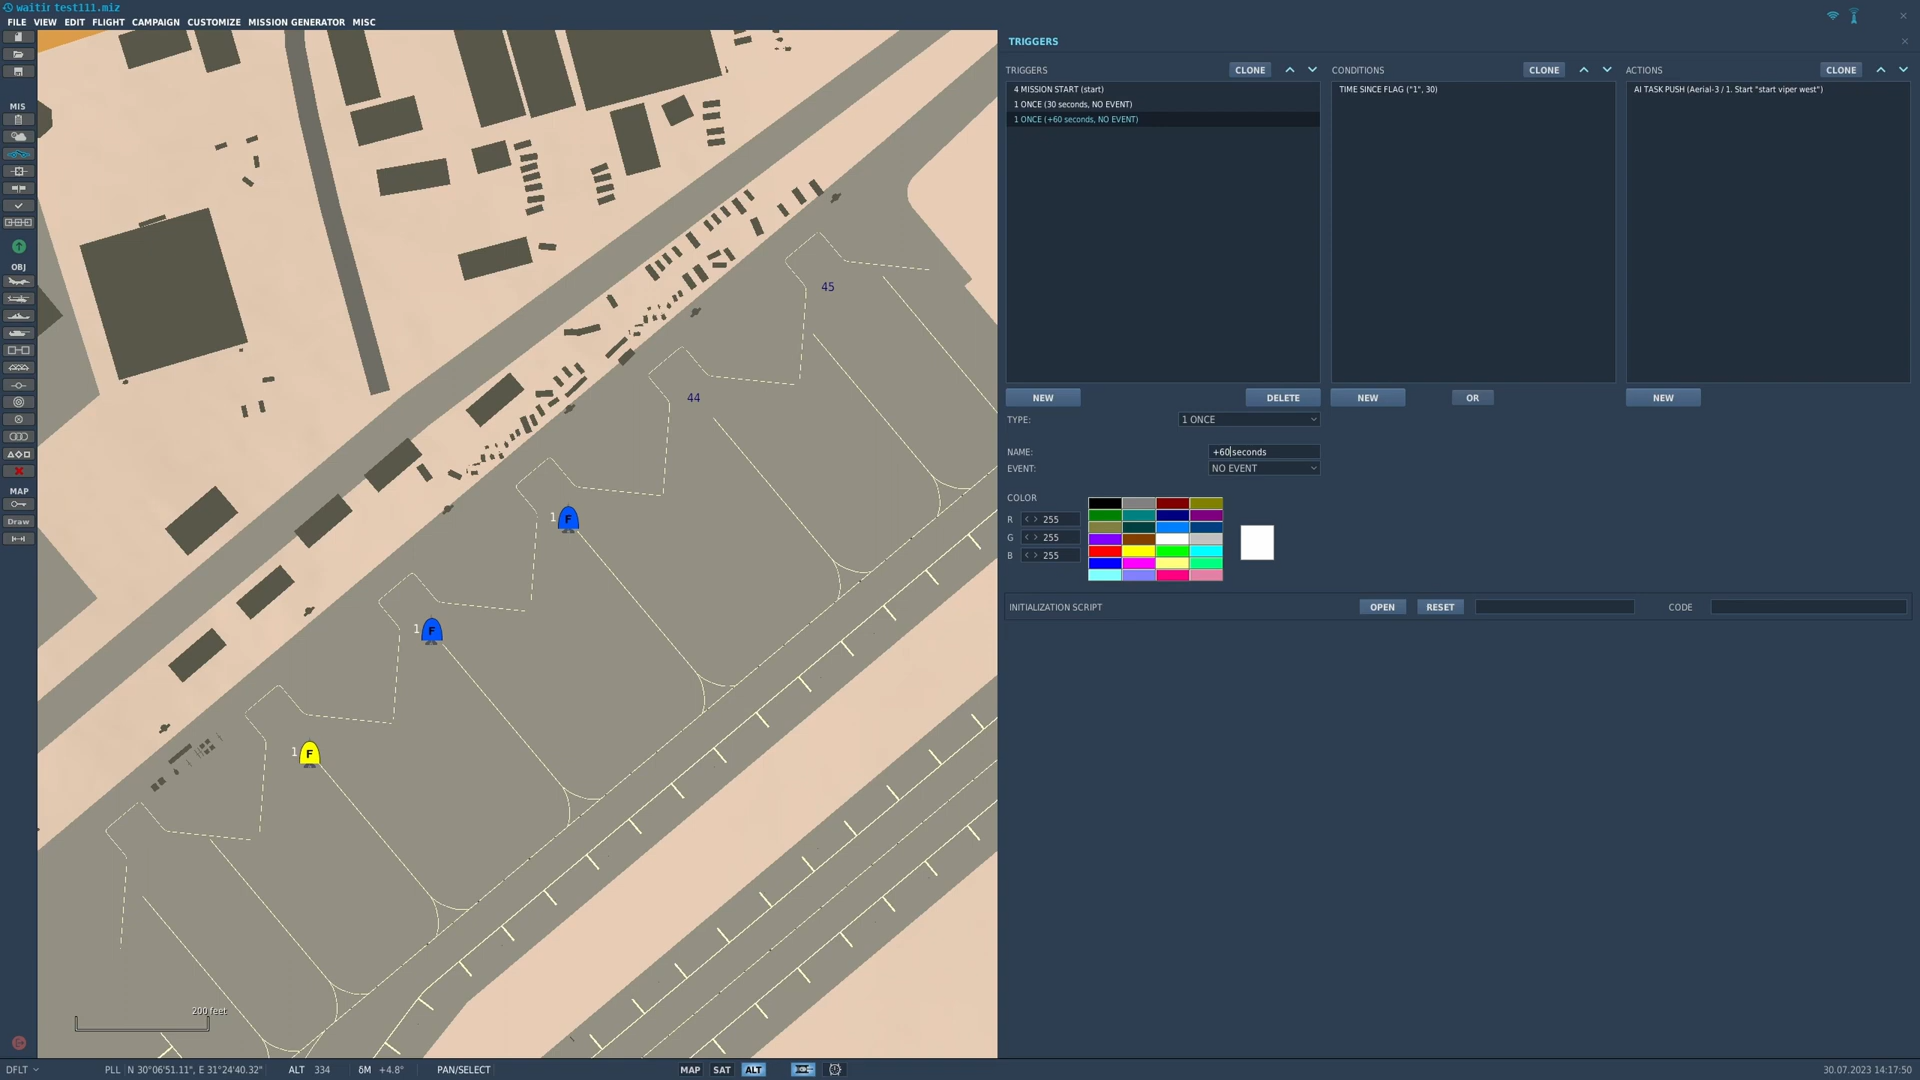 waitir test111.miz
FILE VIEW EDIT FLIGHT CAMPAIGN CUSTOMIZE MISSION GENERATOR MISC
TRIGGERS
TRIGGERS CLONE CONDITIONS CLONE ACTIONS CLONE
4 MISSION START (start)
1 ONCE (30 seconds, NO EVENT)
1 ONCE (+60 seconds, NO EVENT)
TIME SINCE FLAG ("1", 30)
AI TASK PUSH (Aerial-3 / 1. Start "start viper west")
NEW DELETE NEW OR NEW
TYPE: 1 ONCE
NAME: +60 seconds
EVENT: NO EVENT
COLOR
R < > 255
G < > 255
B < > 255
INITIALIZATION SCRIPT OPEN RESET CODE
MIS
OBJ
MAP
Draw
45
44
1 F
1 F
1 F
200 feet
DFLT PLL N 30°06'51.11", E 31°24'40.32" ALT 334 δM +4.8° PAN/SELECT MAP SAT ALT 30.07.2023 14:17:50